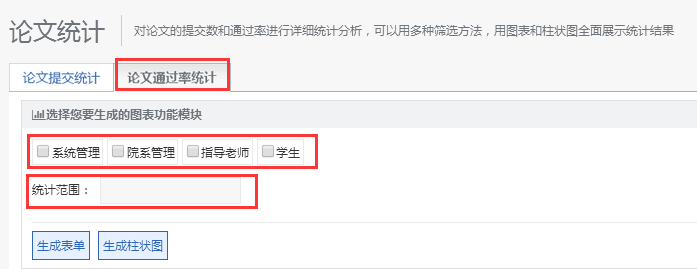 论文统计 对论文的提交数和通过率进行详细统计分析，可以用多种筛选方法，用图表和柱状图全面展示统计结果
论文提交统计 论文通过率统计
选择您要生成的图表功能模块
系统管理 院系管理 指导老师 学生
统计范围：
生成表单 生成柱状图